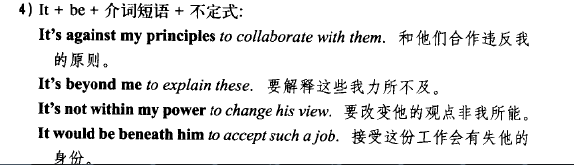 4) It + be + 介词短语 + 不定式:
It's against my principles to collaborate with them. 和他们合作违反我
的原则。
It's beyond me to explain these. 要解释这些我力所不及。
It's not within my power to change his view. 要改变他的观点非我所能。
It would be beneath him to accept such a job. 接受这份工作会有失他的
身份。